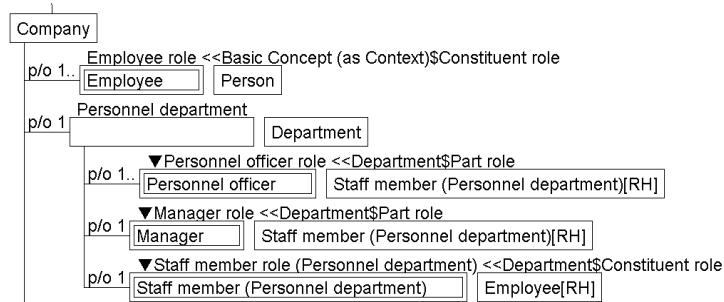 Company
Employee role <<Basic Concept (as Context)$Constituent role
p/o 1.. Employee Person
Personnel department
p/o 1 Department
▼Personnel officer role <<Department$Part role
p/o 1.. Personnel officer Staff member (Personnel department)[RH]
▼Manager role <<Department$Part role
p/o 1 Manager Staff member (Personnel department)[RH]
▼Staff member role (Personnel department) <<Department$Constituent role
p/o 1 Staff member (Personnel department) Employee[RH]